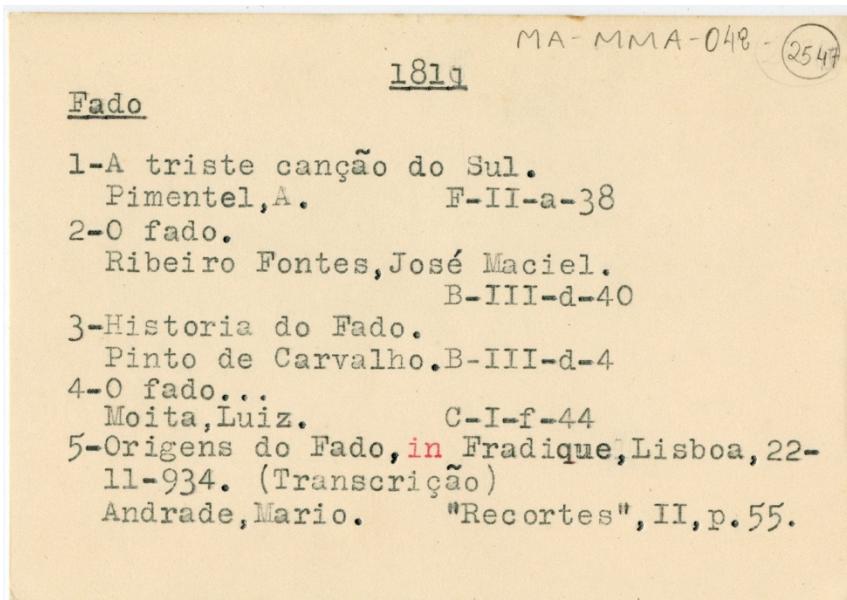 MA-MMA-048-2547
181g
Fado
1-A triste canção do Sul.
Pimentel,A. F-II-a-38
2-O fado.
Ribeiro Fontes,José Maciel.
B-III-d-40
3-Historia do Fado.
Pinto de Carvalho.B-III-d-4
4-O fado...
Moita,Luiz. C-I-f-44
5-Origens do Fado,in Fradique,Lisboa,22-
11-934. (Transcrição)
Andrade,Mario. "Recortes",II,p.55.